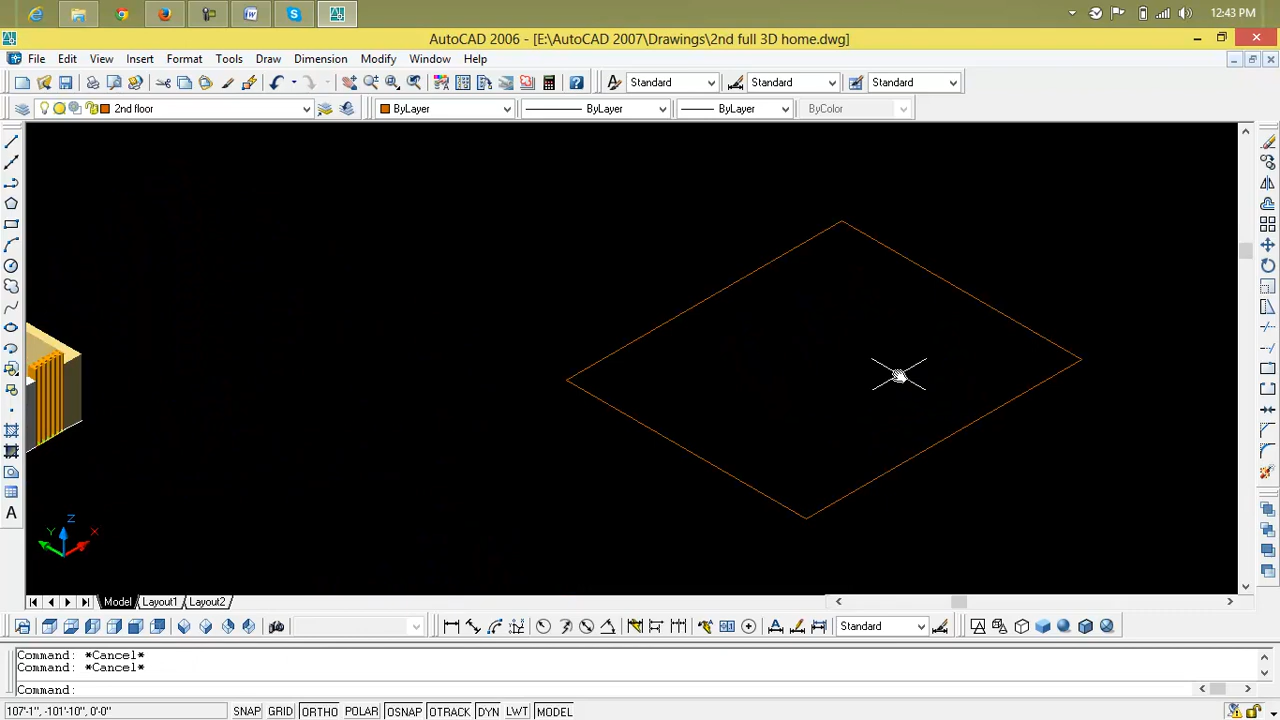 12:43 PM
AutoCAD 2006 - [E:\AutoCAD 2007\Drawings\2nd full 3D home.dwg]
File Edit View Insert Format Tools Draw Dimension Modify Window Help
Standard Standard Standard
2nd floor ByLayer ByLayer ByLayer ByColor
A
Z
Y X
Model Layout1 Layout2
Standard
Command: *Cancel*
Command: *Cancel*
Command:
107'-1", -101'-10", 0'-0" SNAP GRID ORTHO POLAR OSNAP OTRACK DYN LWT MODEL